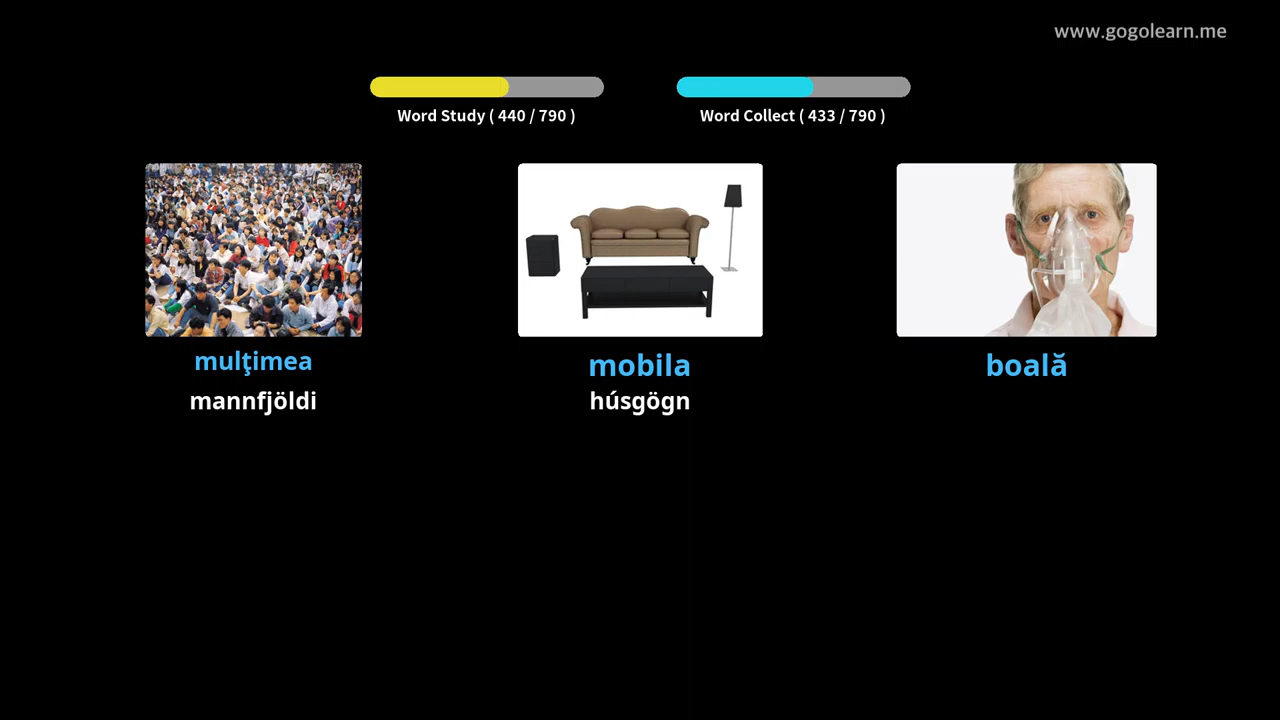 www.gogolearn.me
Word Study ( 440 / 790 )
Word Collect ( 433 / 790 )
mulţimea
mannfjöldi
mobila
húsgögn
boală